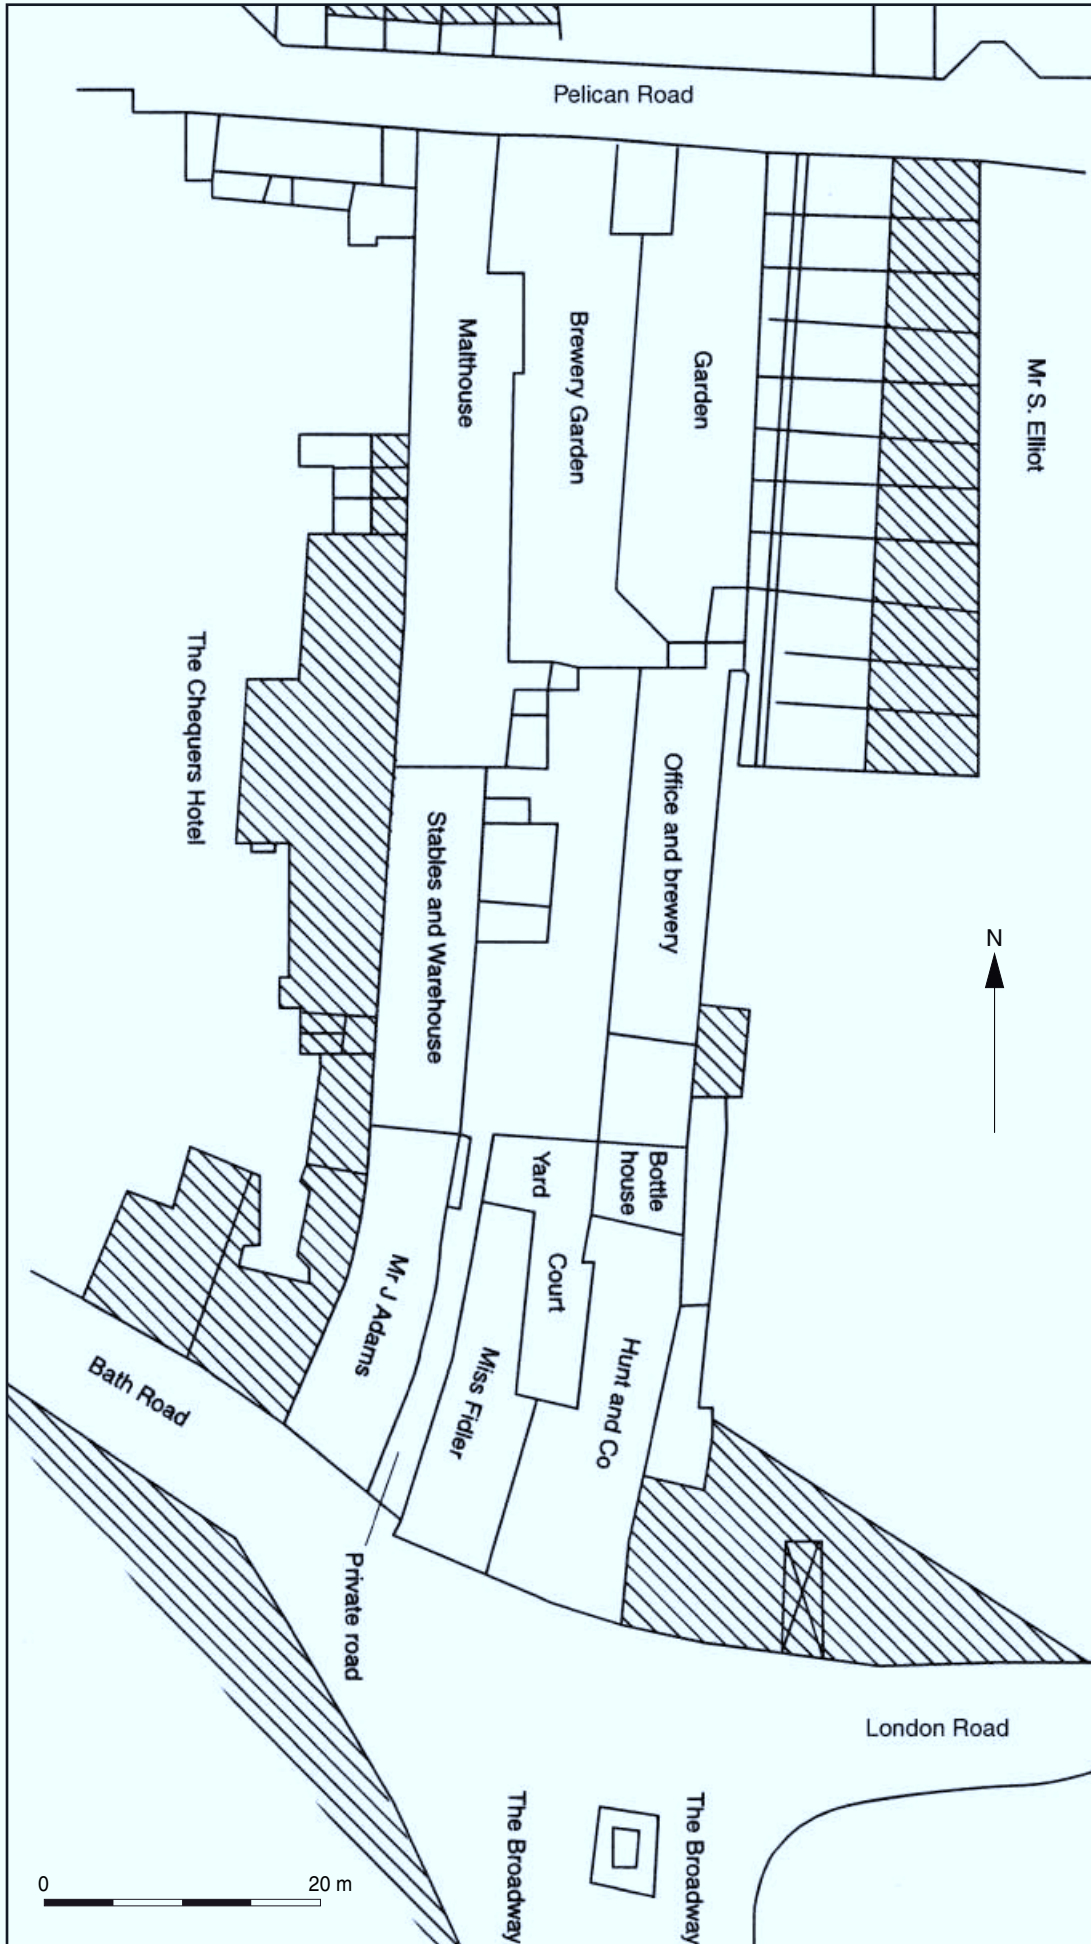 Pelican Road
Mr S. Elliot
Malthouse
Brewery Garden
Garden
The Chequers Hotel
Office and brewery
Stables and Warehouse
N
Yard
Bottle
house
Court
Mr J Adams
Miss Fidler
Hunt and Co
Bath Road
Private road
London Road
The Broadway
The Broadway
0 20 m